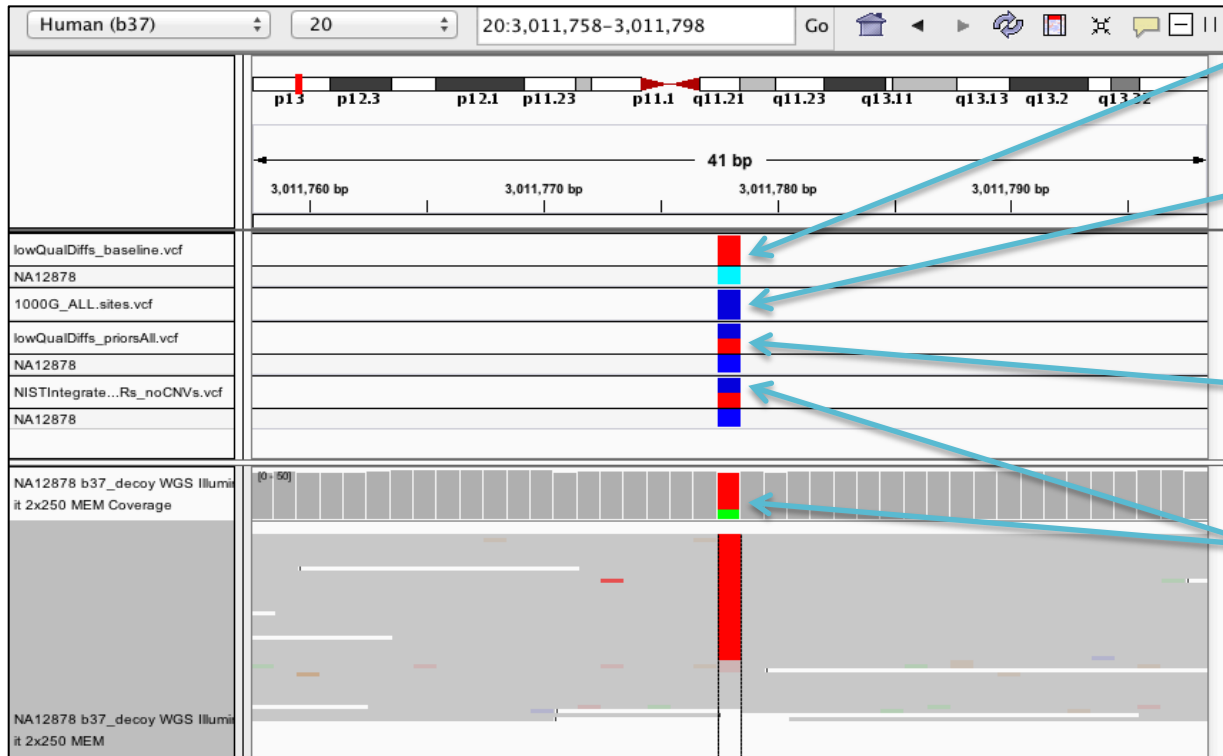 Human (b37) 20 20:3,011,758-3,011,798 Go
p13 p12.3 p12.1 p11.23 p11.1 q11.21 q11.23 q13.11 q13.13 q13.2 q13.32
41 bp
3,011,760 bp 3,011,770 bp 3,011,780 bp 3,011,790 bp
lowQualDiffs_baseline.vcf
NA12878
1000G_ALL.sites.vcf
lowQualDiffs_priorsAll.vcf
NA12878
NISTIntegrate...Rs_noCNVs.vcf
NA12878
NA12878 b37_decoy WGS Illumi
it 2x250 MEM Coverage
[0 - 50]
NA12878 b37_decoy WGS Illumi
it 2x250 MEM